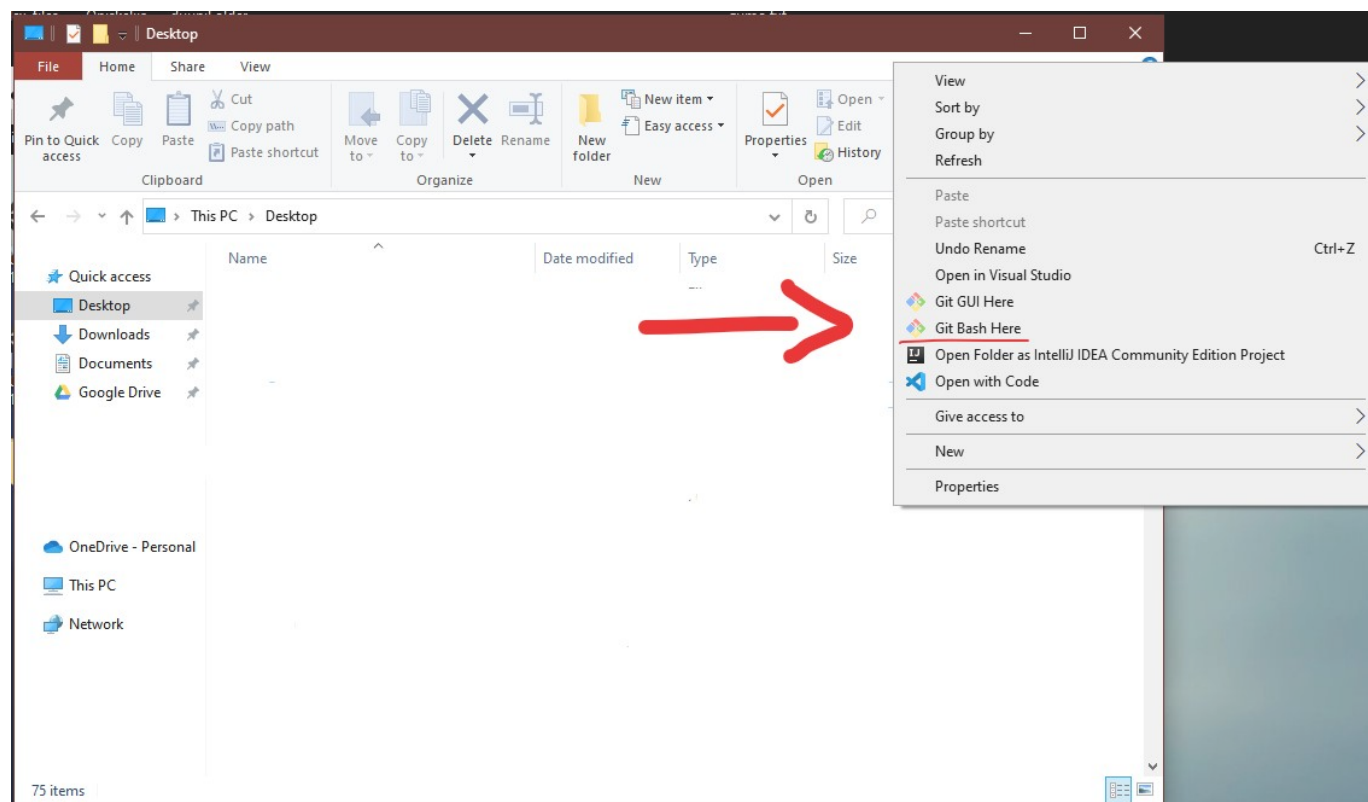 Desktop
File Home Share View
Pin to Quick access
Copy
Paste
Cut
Copy path
Paste shortcut
Clipboard
Move to
Copy to
Delete
Rename
Organize
New folder
New item
Easy access
New
Properties
Open
Edit
History
Open
This PC > Desktop
Name Date modified Type Size
Quick access
Desktop
Downloads
Documents
Google Drive
OneDrive - Personal
This PC
Network
75 items
View
Sort by
Group by
Refresh
Paste
Paste shortcut
Undo Rename Ctrl+Z
Open in Visual Studio
Git GUI Here
Git Bash Here
Open Folder as IntelliJ IDEA Community Edition Project
Open with Code
Give access to
New
Properties